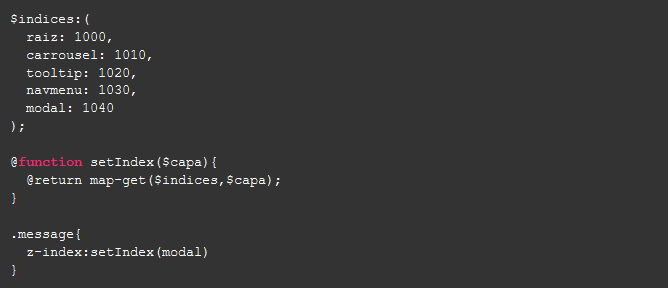 $indices:(
  raiz: 1000,
  carrousel: 1010,
  tooltip: 1020,
  navmenu: 1030,
  modal: 1040
);

@function setIndex($capa){
  @return map-get($indices,$capa);
}

.message{
  z-index:setIndex(modal)
}